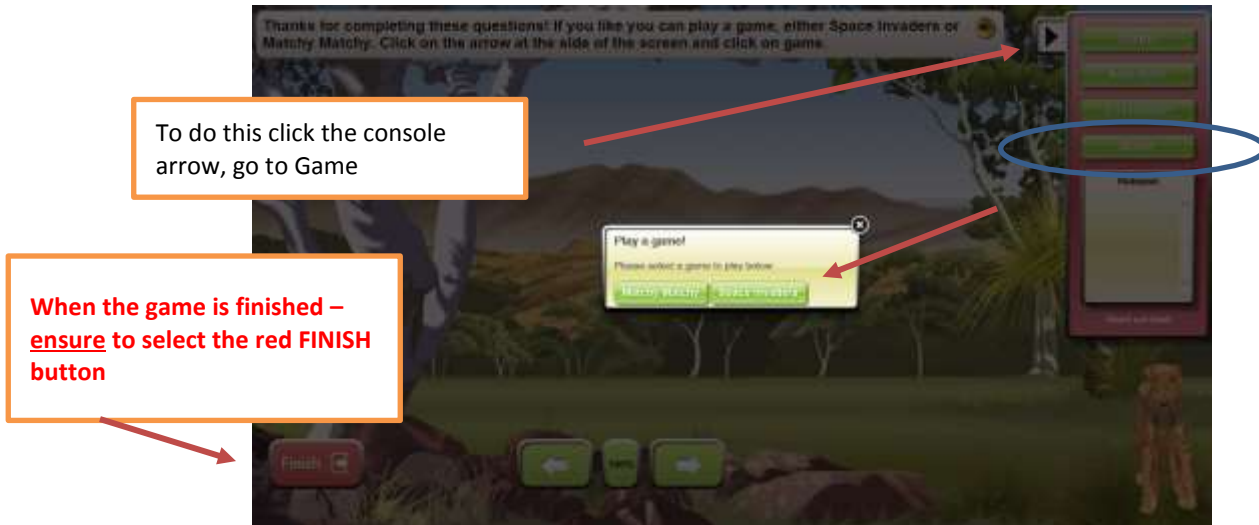 Thanks for completing these questions! If you like you can play a game, either Space Invaders or
Matchy Matchy. Click on the arrow at the side of the screen and click on game.
To do this click the console
arrow, go to Game
Play a game!
Please select a game to play below
Matchy Matchy Space Invaders
When the game is finished –
ensure to select the red FINISH
button
Finish